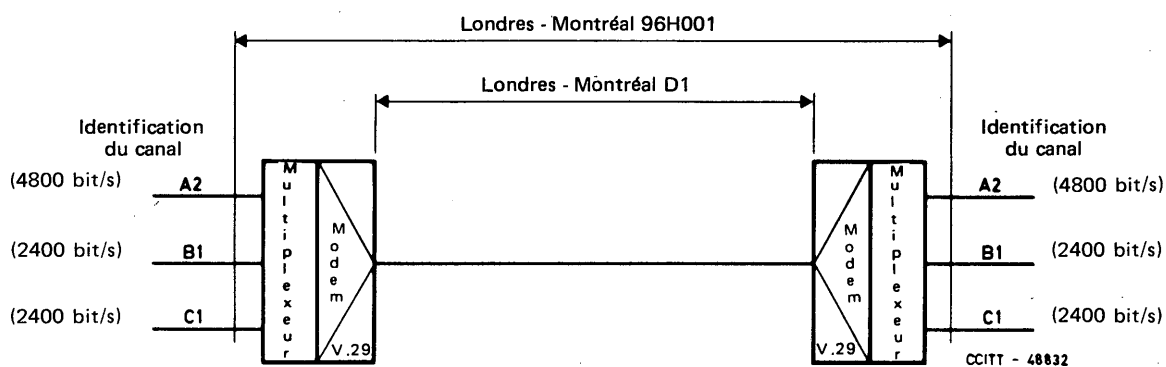 Londres - Montréal 96H001
Londres - Montréal D1
Identification
du canal
Identification
du canal
(4800 bit/s) A2
A2 (4800 bit/s)
(2400 bit/s) B1
B1 (2400 bit/s)
(2400 bit/s) C1
C1 (2400 bit/s)
Multiplexeur
Modem
V.29
Modem
V.29
Multiplexeur
CCITT - 48832